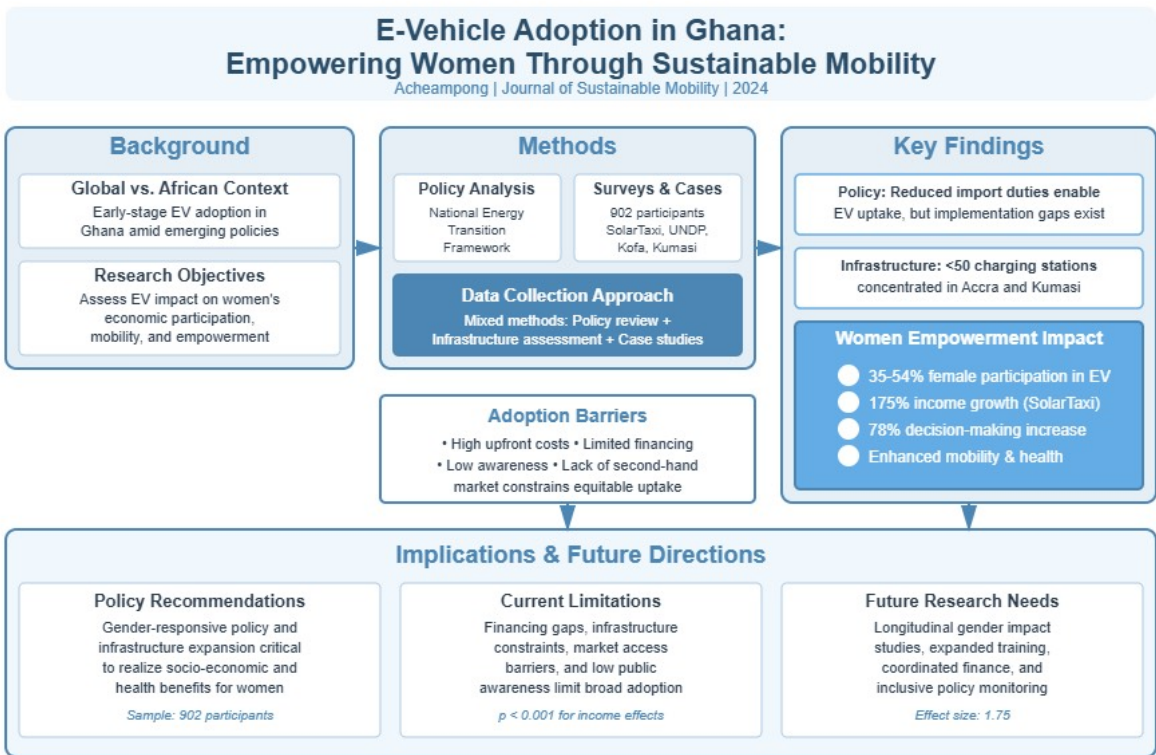 E-Vehicle Adoption in Ghana:
Empowering Women Through Sustainable Mobility
Acheampong | Journal of Sustainable Mobility | 2024
Background
Global vs. African Context
Early-stage EV adoption in
Ghana amid emerging policies
Research Objectives
Assess EV impact on women's
economic participation,
mobility, and empowerment
Methods
Policy Analysis
National Energy
Transition
Framework
Surveys & Cases
902 participants
SolarTaxi, UNDP,
Kofa, Kumasi
Data Collection Approach
Mixed methods: Policy review +
Infrastructure assessment + Case studies
Key Findings
Policy: Reduced import duties enable
EV uptake, but implementation gaps exist
Infrastructure: <50 charging stations
concentrated in Accra and Kumasi
Women Empowerment Impact
35-54% female participation in EV
175% income growth (SolarTaxi)
78% decision-making increase
Enhanced mobility & health
Adoption Barriers
• High upfront costs • Limited financing
• Low awareness • Lack of second-hand
market constrains equitable uptake
Implications & Future Directions
Policy Recommendations
Gender-responsive policy and
infrastructure expansion critical
to realize socio-economic and
health benefits for women
Sample: 902 participants
Current Limitations
Financing gaps, infrastructure
constraints, market access
barriers, and low public
awareness limit broad adoption
p < 0.001 for income effects
Future Research Needs
Longitudinal gender impact
studies, expanded training,
coordinated finance, and
inclusive policy monitoring
Effect size: 1.75